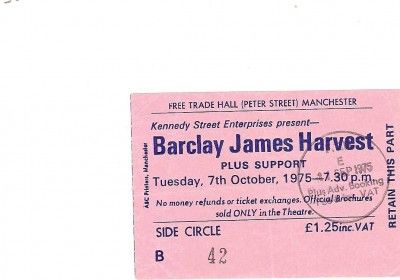 FREE TRADE HALL (PETER STREET) MANCHESTER
Kennedy Street Enterprises present—
Barclay James Harvest
PLUS SUPPORT
Tuesday, 7th October, 1975—7.30 p.m.
No money refunds or ticket exchanges. Official Brochures
sold ONLY in the Theatre.
SIDE CIRCLE £1.25 inc. VAT
B 42
ABC Printers, Manchester
RETAIN THIS PART
E
SEP 1975
Plus Adv. Booking
VAT